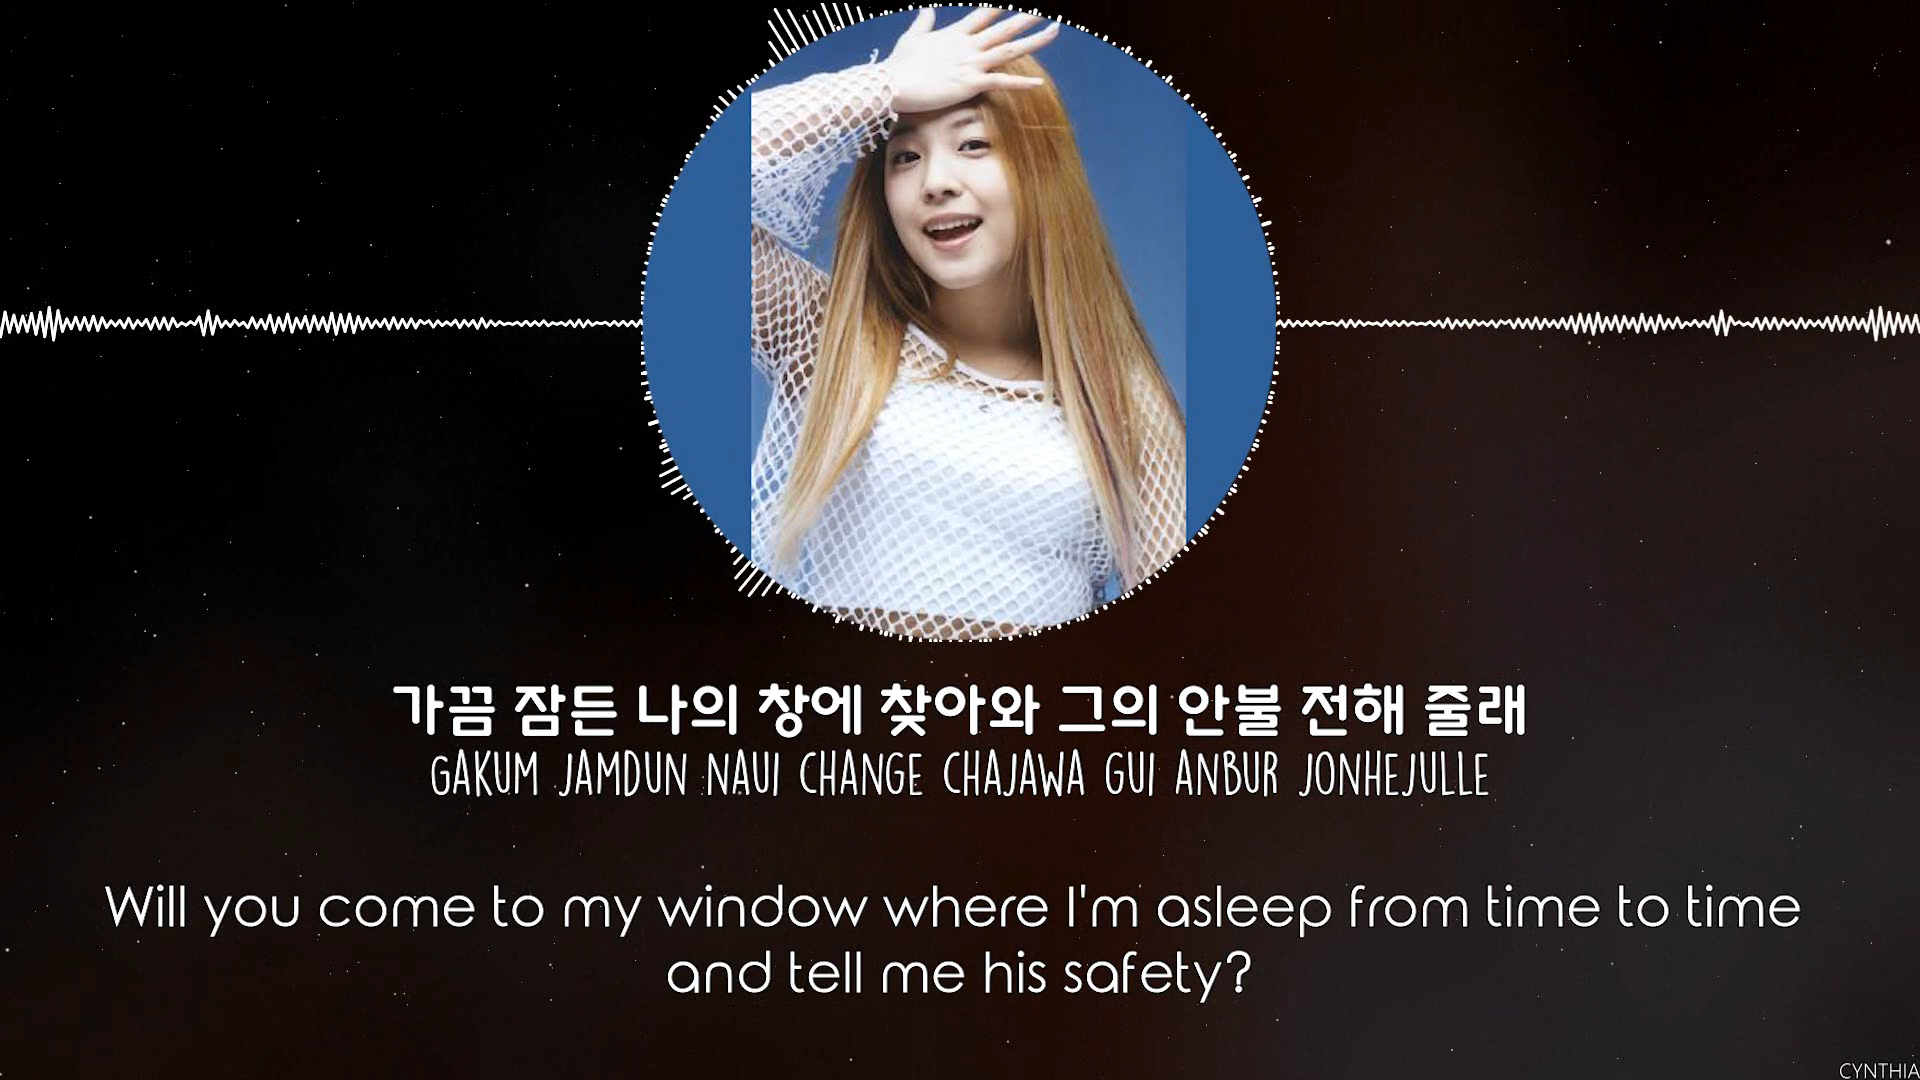 가끔 잠든 나의 창에 찾아와 그의 안불 전해 줄래
GAKUM JAMDUN NAUI CHANGE CHAJAWA GUI ANBUR JONHEJULLE
Will you come to my window where I'm asleep from time to time
and tell me his safety?
CYNTHIA